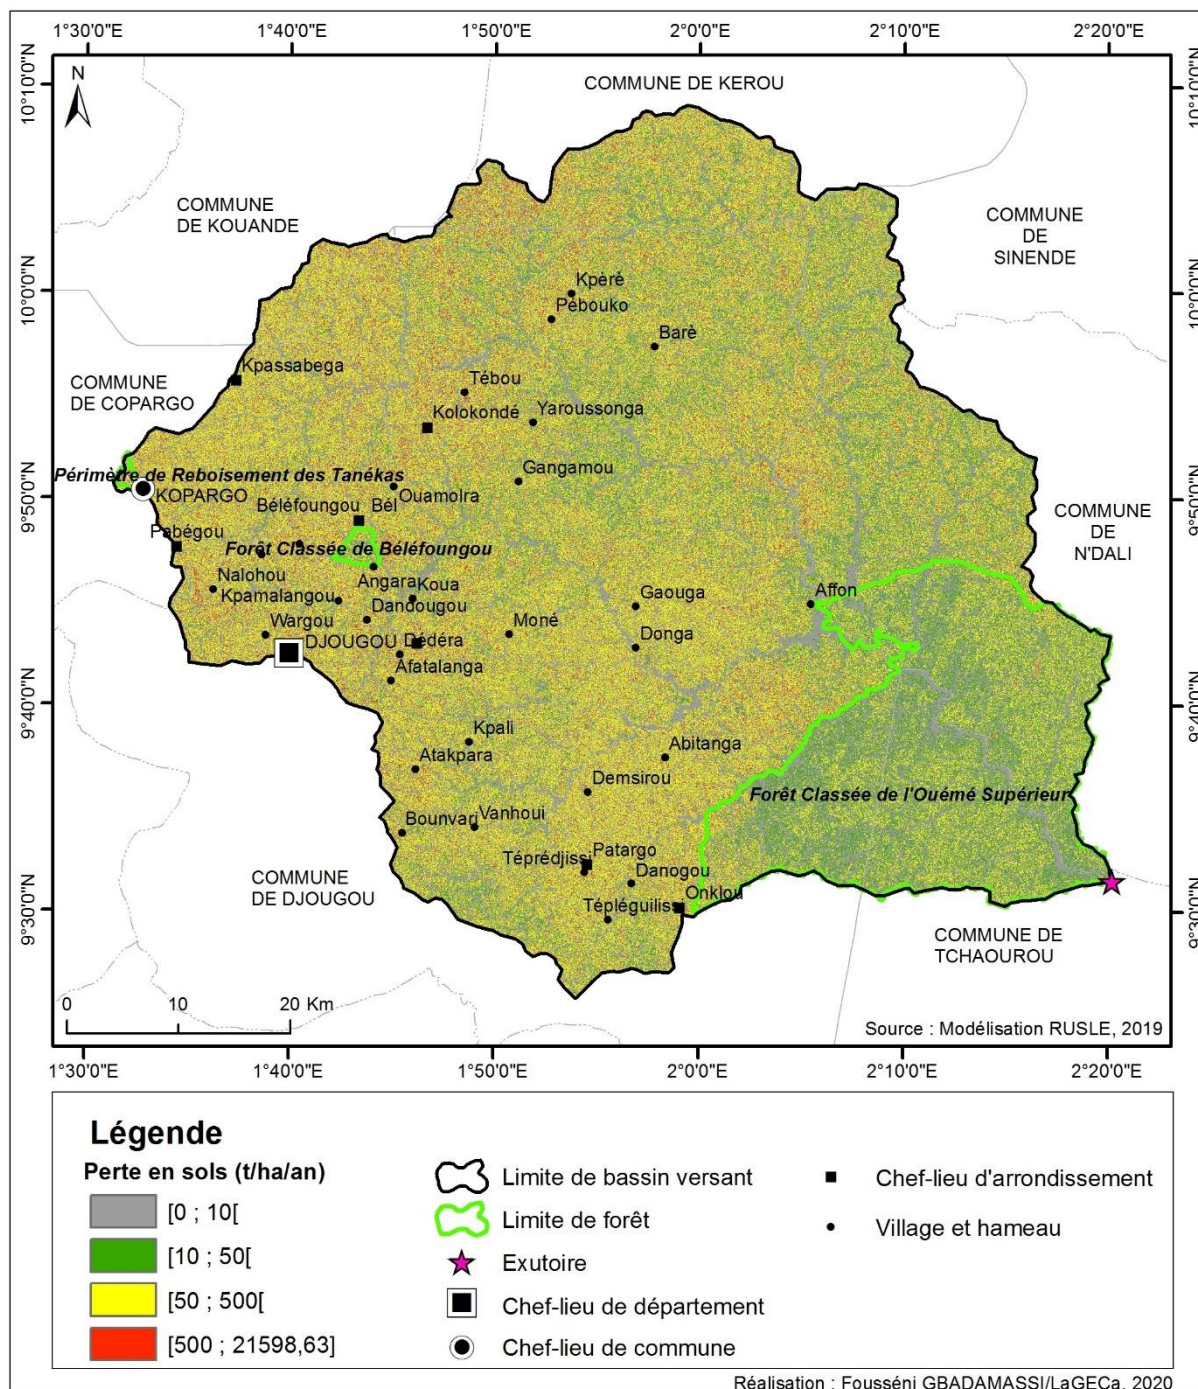 1°30'0"E 1°40'0"E 1°50'0"E 2°0'0"E 2°10'0"E 2°20'0"E
10°10'0"N
10°10'0"N
N
COMMUNE DE KEROU
COMMUNE
DE KOUANDE
COMMUNE
DE
SINENDE
10°0'0"N
10°0'0"N
Kpèrè
Pébouko
Barè
Kpassabega
COMMUNE
DE COPARGO
Tébou
Kolokondé
Yaroussonga
Gangamou
Périmètre de Reboisement des Tanékas
9°50'0"N
9°50'0"N
KOPARGO
Ouamolra
Béléfoungou
Bél
COMMUNE
DE
N'DALI
Pabégou
Forêt Classée de Béléfoungou
Nalohou
Angara
Koua
Kpamalangou
Gaouga
Affon
Dandougou
Wargou
Moné
DJOUGOU
Dédéra
Donga
Afatalanga
9°40'0"N
9°40'0"N
Kpali
Abitanga
Atakpara
Demsirou
Forêt Classée de l'Ouémé Supérieur
Bounvari
Vanhoui
Patargo
Téprédjissi
Danogou
Onklou
COMMUNE
DE DJOUGOU
Tépléguilissi
9°30'0"N
9°30'0"N
COMMUNE DE
TCHAOUROU
0 10 20 Km
Source : Modélisation RUSLE, 2019
1°30'0"E 1°40'0"E 1°50'0"E 2°0'0"E 2°10'0"E 2°20'0"E
Légende
Perte en sols (t/ha/an)
[0 ; 10[
[10 ; 50[
[50 ; 500[
[500 ; 21598,63]
Limite de bassin versant
Limite de forêt
Exutoire
Chef-lieu de département
Chef-lieu de commune
Chef-lieu d'arrondissement
Village et hameau
Réalisation : Fousséni GBADAMASSI/LaGECa, 2020